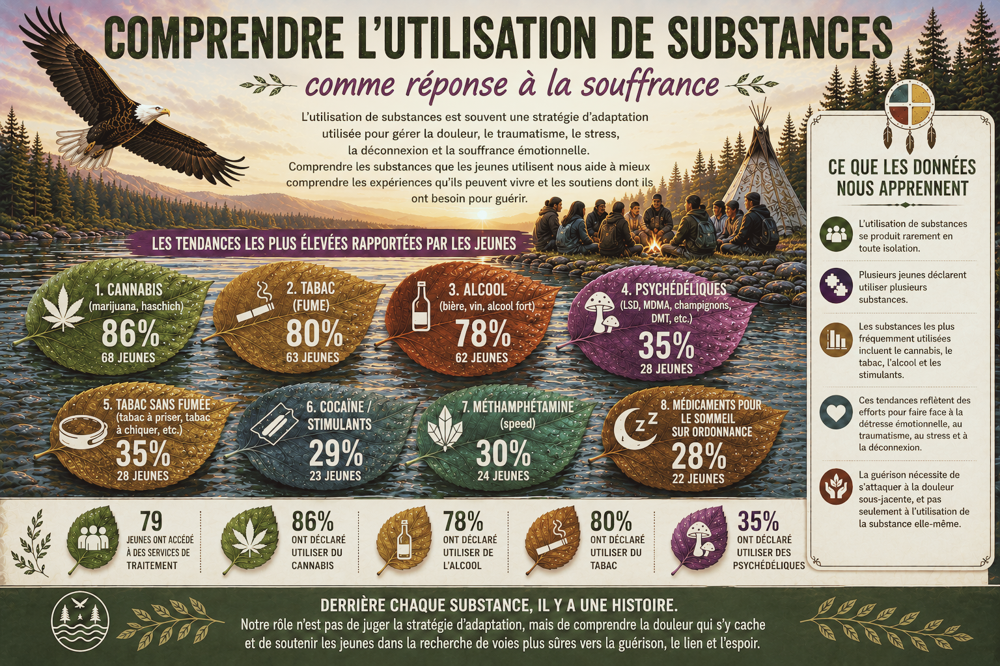 COMPRENDRE L'UTILISATION DE SUBSTANCES
comme réponse à la souffrance
L'utilisation de substances est souvent une stratégie d'adaptation
utilisée pour gérer la douleur, le traumatisme, le stress,
la déconnexion et la souffrance émotionnelle.
Comprendre les substances que les jeunes utilisent nous aide à mieux
comprendre les expériences qu'ils peuvent vivre et les soutiens dont ils
ont besoin pour guérir.
LES TENDANCES LES PLUS ÉLEVÉES RAPPORTÉES PAR LES JEUNES
1. CANNABIS
(marijuana, haschich)
86%
68 JEUNES
2. TABAC
(FUME)
80%
63 JEUNES
3. ALCOOL
(bière, vin, alcool fort)
78%
62 JEUNES
4. PSYCHÉDÉLIQUES
(LSD, MDMA, champignons,
DMT, etc.)
35%
28 JEUNES
5. TABAC SANS FUMÉE
(tabac à priser, tabac
à chiquer, etc.)
35%
28 JEUNES
6. COCAÏNE /
STIMULANTS
29%
23 JEUNES
7. MÉTHAMPHÉTAMINE
(speed)
30%
24 JEUNES
8. MÉDICAMENTS POUR
LE SOMMEIL
SUR ORDONNANCE
28%
22 JEUNES
zZ
CE QUE LES DONNÉES
NOUS APPRENNENT
L'utilisation de substances
se produit rarement en
toute isolation.
Plusieurs jeunes déclarent
utiliser plusieurs
substances.
Les substances les plus
fréquemment utilisées
incluent le cannabis, le
tabac, l'alcool et les
stimulants.
Ces tendances reflètent des
efforts pour faire face à la
détresse émotionnelle, au
traumatisme, au stress et à
la déconnexion.
La guérison nécessite de
s'attaquer à la douleur
sous-jacente, et pas
seulement à l'utilisation de
la substance elle-même.
79
JEUNES ONT ACCÉDÉ
À DES SERVICES DE
TRAITEMENT
86%
ONT DÉCLARÉ
UTILISER DU
CANNABIS
78%
ONT DÉCLARÉ
UTILISER DE
L'ALCOOL
80%
ONT DÉCLARÉ
UTILISER DU
TABAC
35%
ONT DÉCLARÉ
UTILISER DES
PSYCHÉDÉLIQUES
DERRIÈRE CHAQUE SUBSTANCE, IL Y A UNE HISTOIRE.
Notre rôle n'est pas de juger la stratégie d'adaptation, mais de comprendre la douleur qui s'y cache
et de soutenir les jeunes dans la recherche de voies plus sûres vers la guérison, le lien et l'espoir.